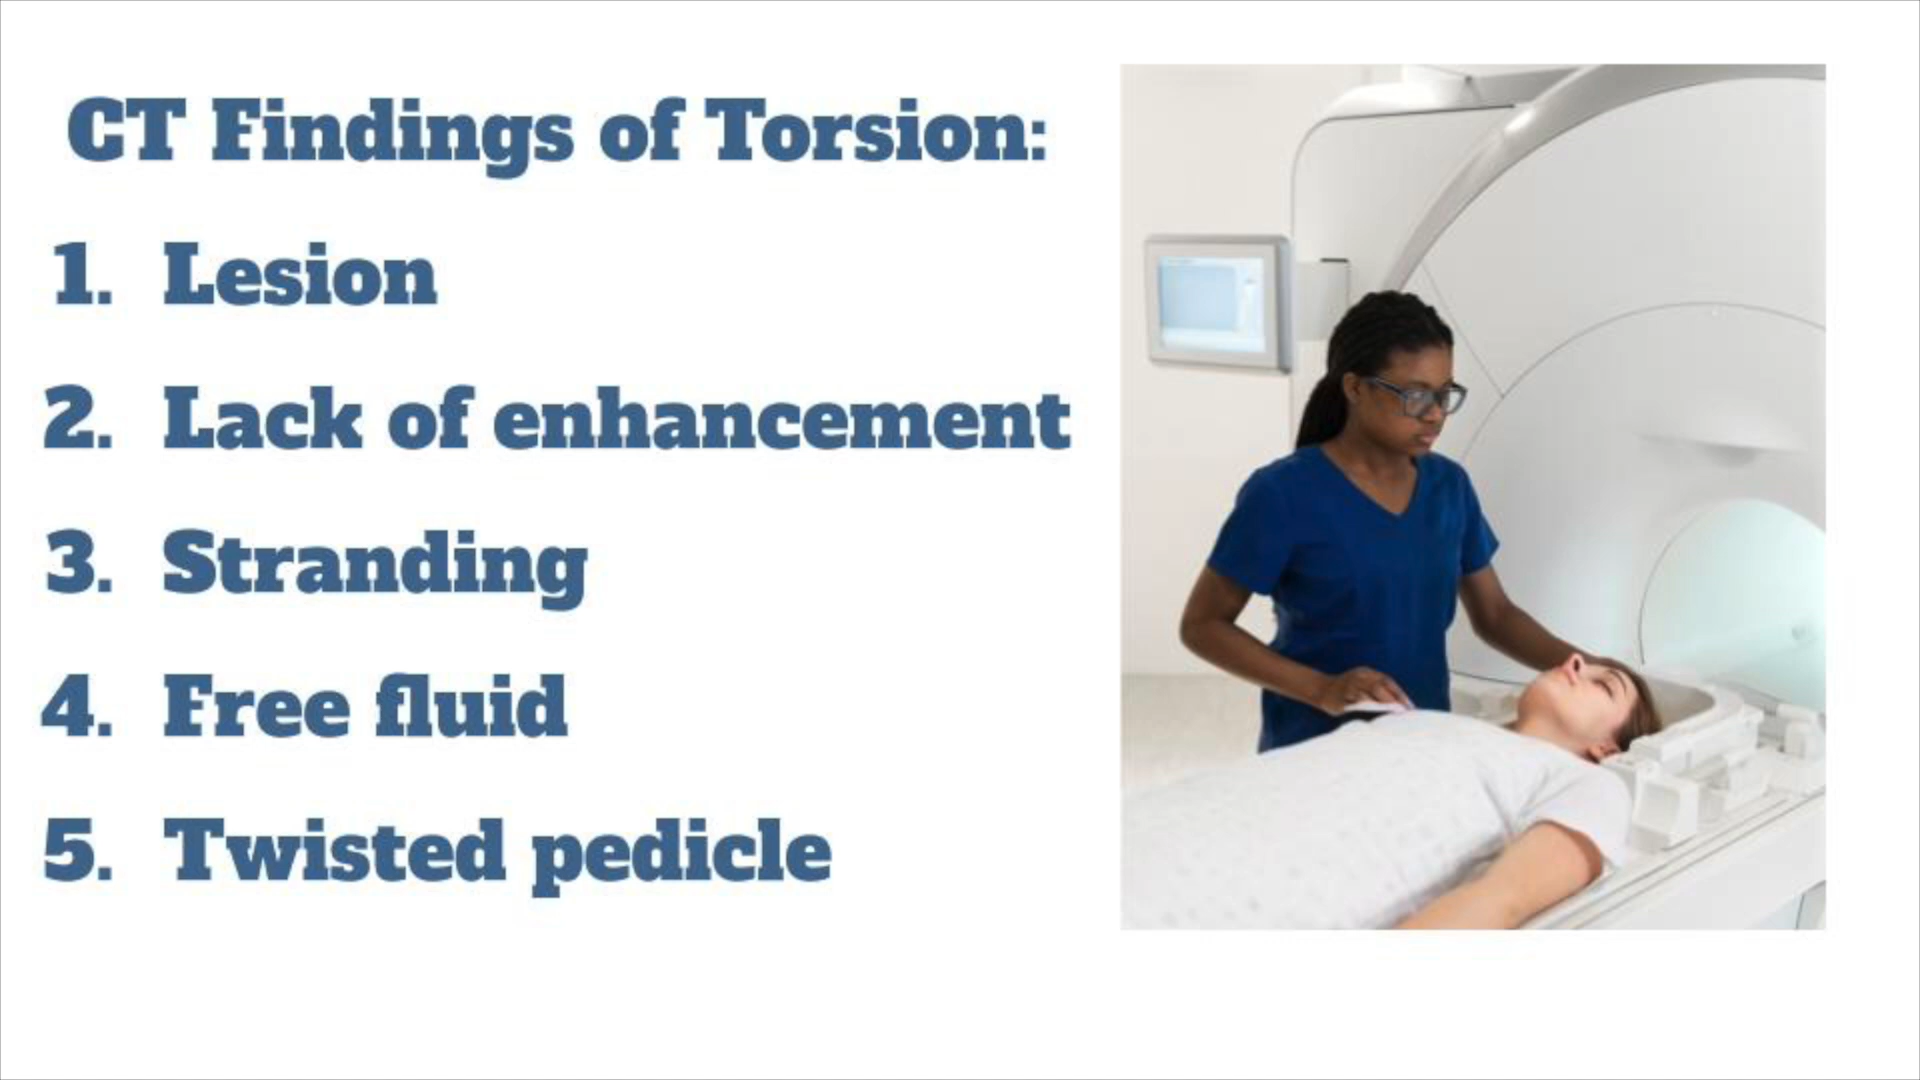 CT Findings of Torsion:
1. Lesion
2. Lack of enhancement
3. Stranding
4. Free fluid
5. Twisted pedicle